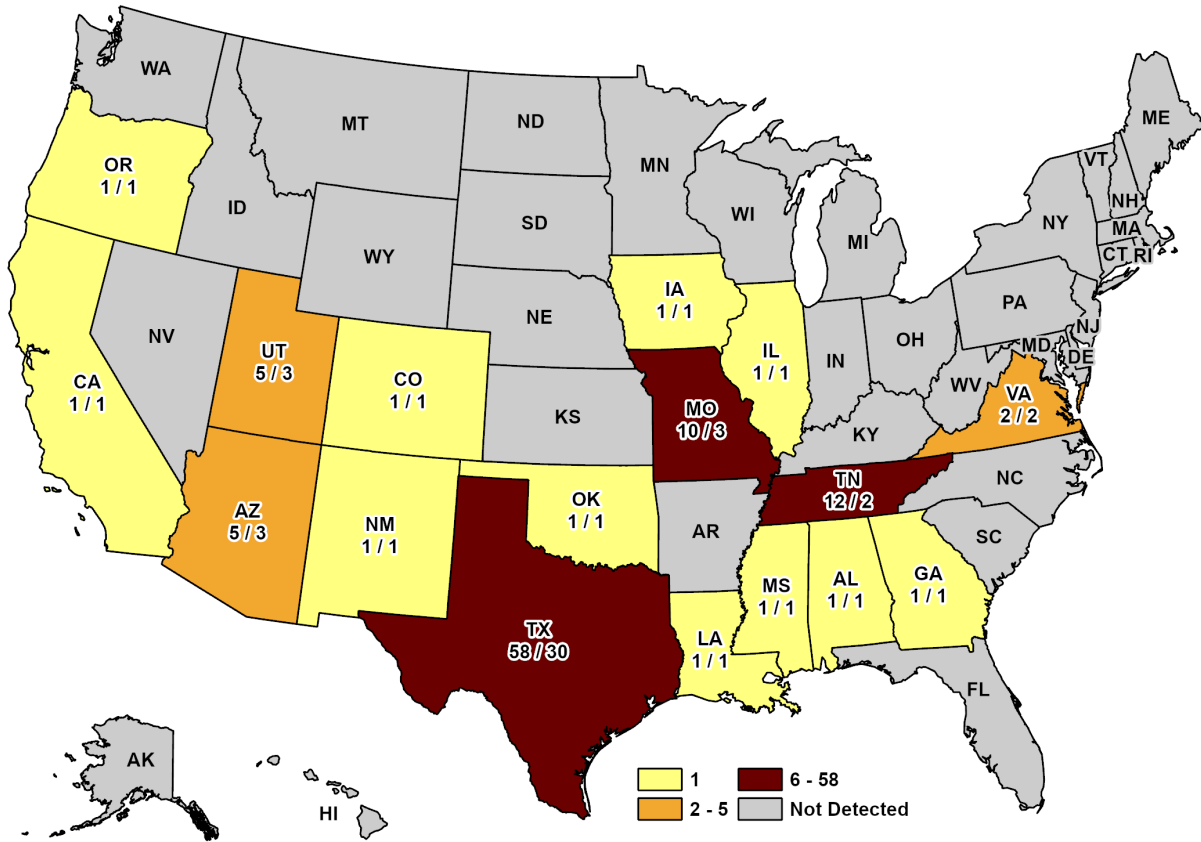 WA
MT
ND
MN
ME
VT
NH
OR
1 / 1
ID
SD
WI
MI
NY
MA
CT
RI
WY
IA
1 / 1
PA
NJ
NE
NV
UT
5 / 3
CO
1 / 1
IL
1 / 1
IN
OH
MD
DE
CA
1 / 1
KS
MO
10 / 3
WV
VA
2 / 2
KY
AZ
5 / 3
NM
1 / 1
OK
1 / 1
AR
TN
12 / 2
NC
SC
MS
1 / 1
AL
1 / 1
GA
1 / 1
TX
58 / 30
LA
1 / 1
FL
AK
HI
1
6 - 58
2 - 5
Not Detected